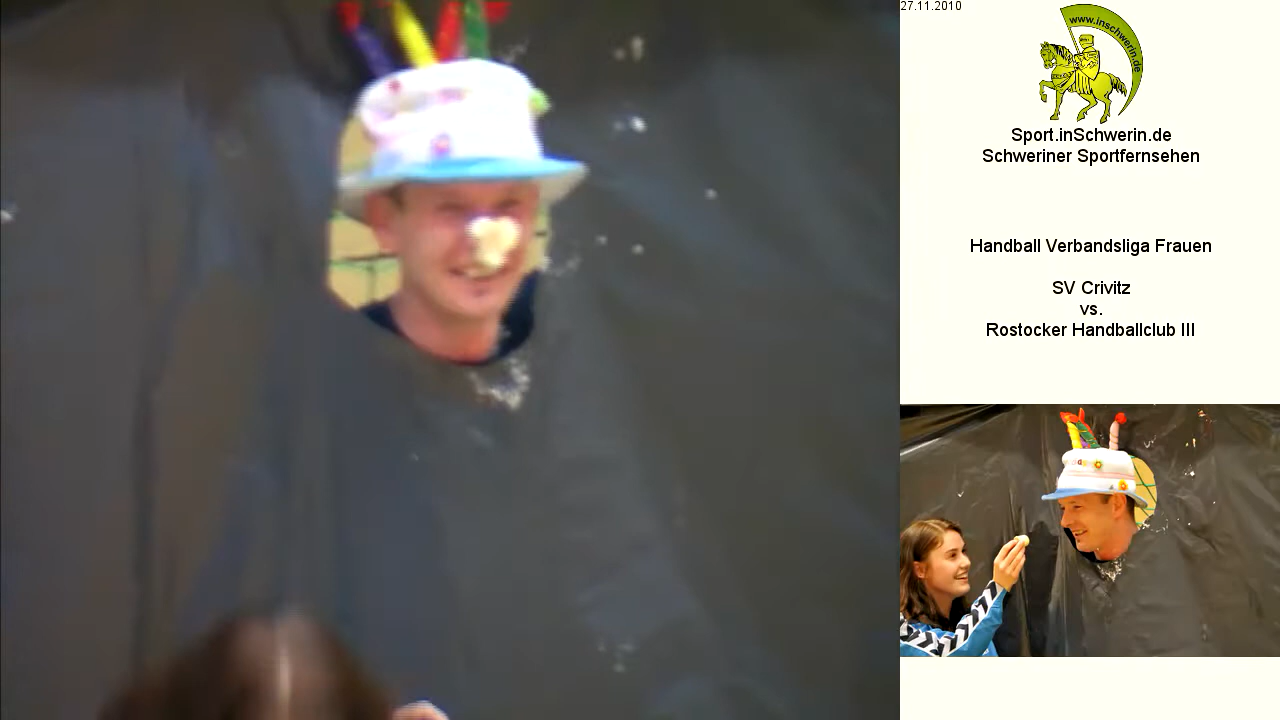 27.11.2010
www.inschwerin.de
Sport.inSchwerin.de
Schweriner Sportfernsehen
Handball Verbandsliga Frauen
SV Crivitz
vs.
Rostocker Handballclub III